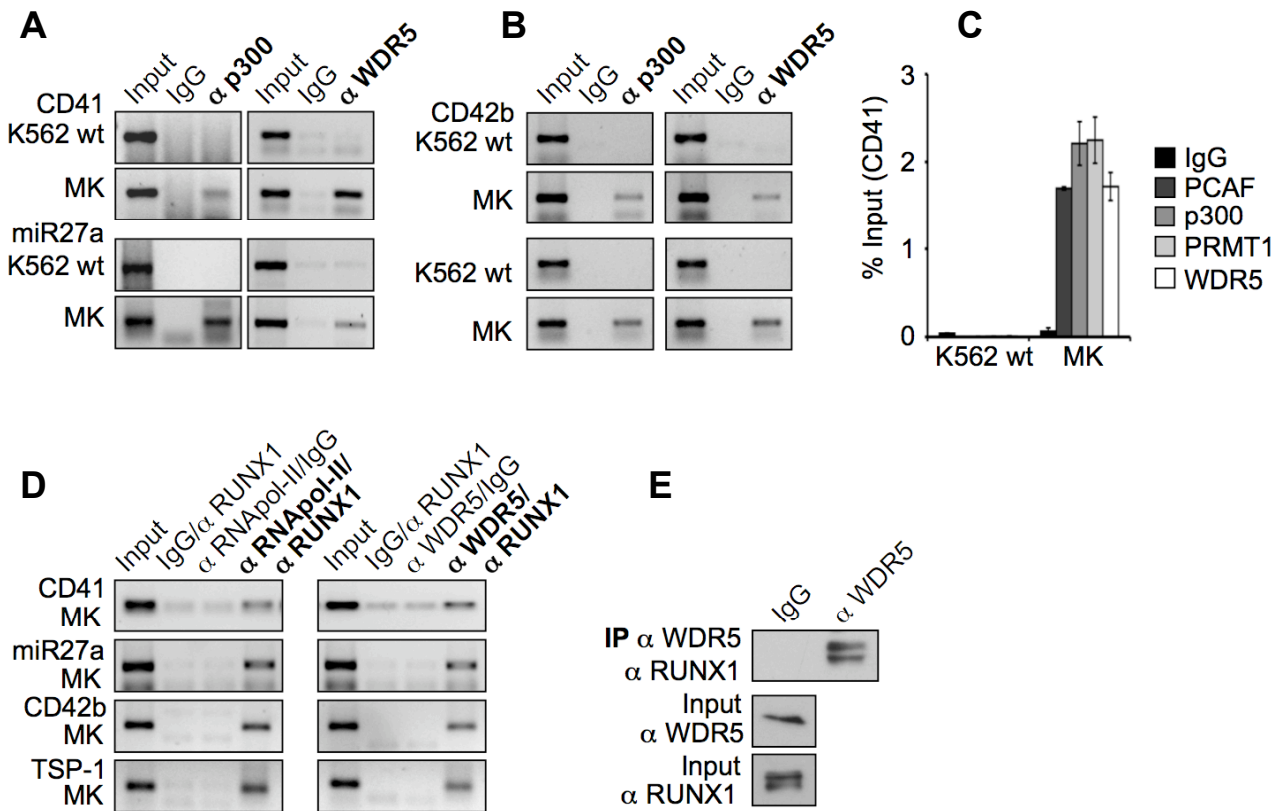 A
Input
IgG
α p300
Input
IgG
α WDR5
CD41
K562 wt
MK
miR27a
K562 wt
MK
B
Input
IgG
α p300
Input
IgG
α WDR5
CD42b
K562 wt
MK
K562 wt
MK
C
% Input (CD41)
3
2
1
0
K562 wt
MK
IgG
PCAF
p300
PRMT1
WDR5
D
Input
IgG/α RUNX1
α RNApol-II/IgG
α RNApol-II/
α RUNX1
Input
IgG/α RUNX1
α WDR5/IgG
α WDR5/
α RUNX1
CD41
MK
miR27a
MK
CD42b
MK
TSP-1
MK
E
IgG
α WDR5
IP α WDR5
α RUNX1
Input
α WDR5
Input
α RUNX1